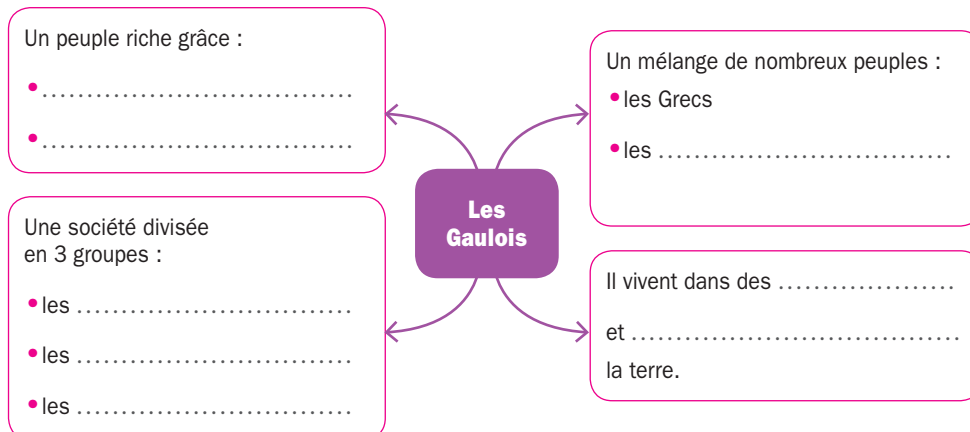 Un peuple riche grâce :
• ....................................
• ....................................
Une société divisée
en 3 groupes :
• les ................................
• les ................................
• les ................................
Les
Gaulois
Un mélange de nombreux peuples :
• les Grecs
• les ..................................
Il vivent dans des .....................
et ......................................
la terre.